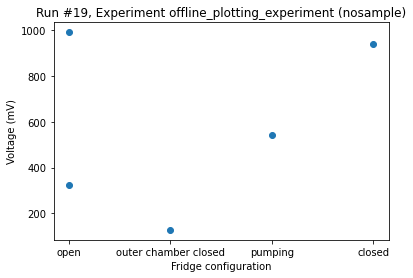 Run #19, Experiment offline_plotting_experiment (nosample)
1000
800
600
400
200
Voltage (mV)
open outer chamber closed pumping closed
Fridge configuration